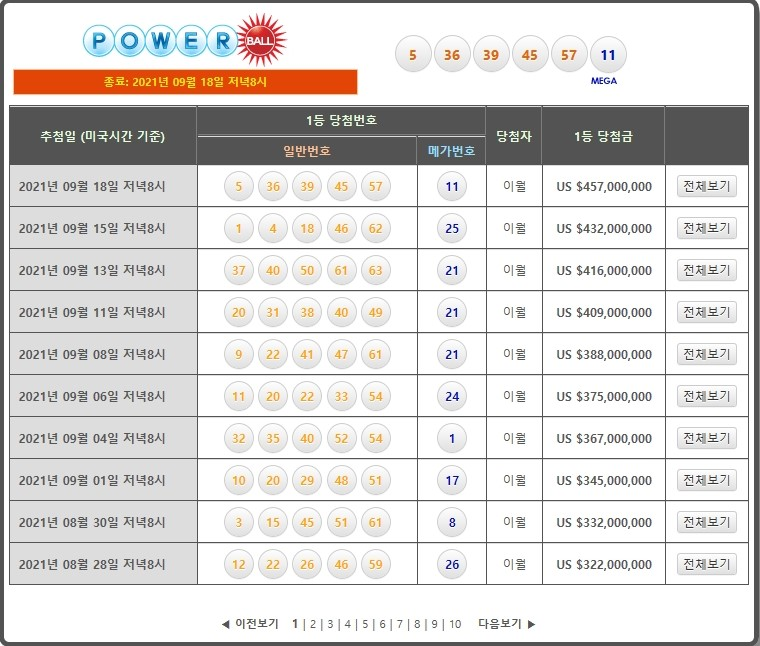 POWER BALL
5 36 39 45 57 11
MEGA
종료: 2021년 09월 18일 저녁8시
추첨일 (미국시간 기준) 1등 당첨번호 당첨자 1등 당첨금
일반번호 메가번호
2021년 09월 18일 저녁8시 5 36 39 45 57 11 이월 US $457,000,000 전체보기
2021년 09월 15일 저녁8시 1 4 18 46 62 25 이월 US $432,000,000 전체보기
2021년 09월 13일 저녁8시 37 40 50 61 63 21 이월 US $416,000,000 전체보기
2021년 09월 11일 저녁8시 20 31 38 40 49 21 이월 US $409,000,000 전체보기
2021년 09월 08일 저녁8시 9 22 41 47 61 21 이월 US $388,000,000 전체보기
2021년 09월 06일 저녁8시 11 20 22 33 54 24 이월 US $375,000,000 전체보기
2021년 09월 04일 저녁8시 32 35 40 52 54 1 이월 US $367,000,000 전체보기
2021년 09월 01일 저녁8시 10 20 29 48 51 17 이월 US $345,000,000 전체보기
2021년 08월 30일 저녁8시 3 15 45 51 61 8 이월 US $332,000,000 전체보기
2021년 08월 28일 저녁8시 12 22 26 46 59 26 이월 US $322,000,000 전체보기
◀ 이전보기 1 | 2 | 3 | 4 | 5 | 6 | 7 | 8 | 9 | 10 다음보기 ▶